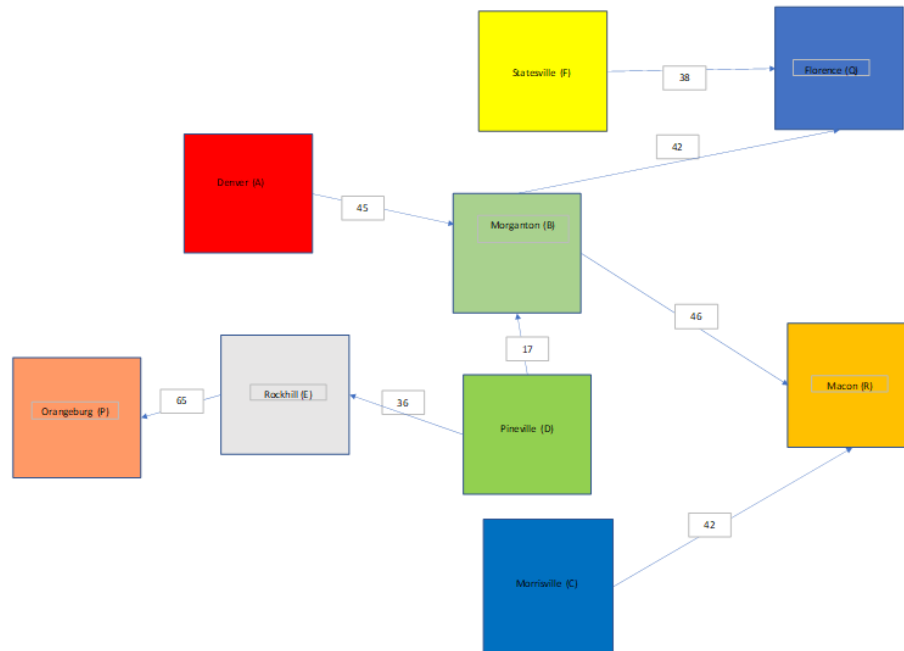 Statesville (F)
38
Florence (Q)
42
Denver (A)
45
Morganton (B)
46
17
Macon (R)
Orangeburg (P)
65
Rockhill (E)
36
Pineville (D)
42
Morrisville (C)